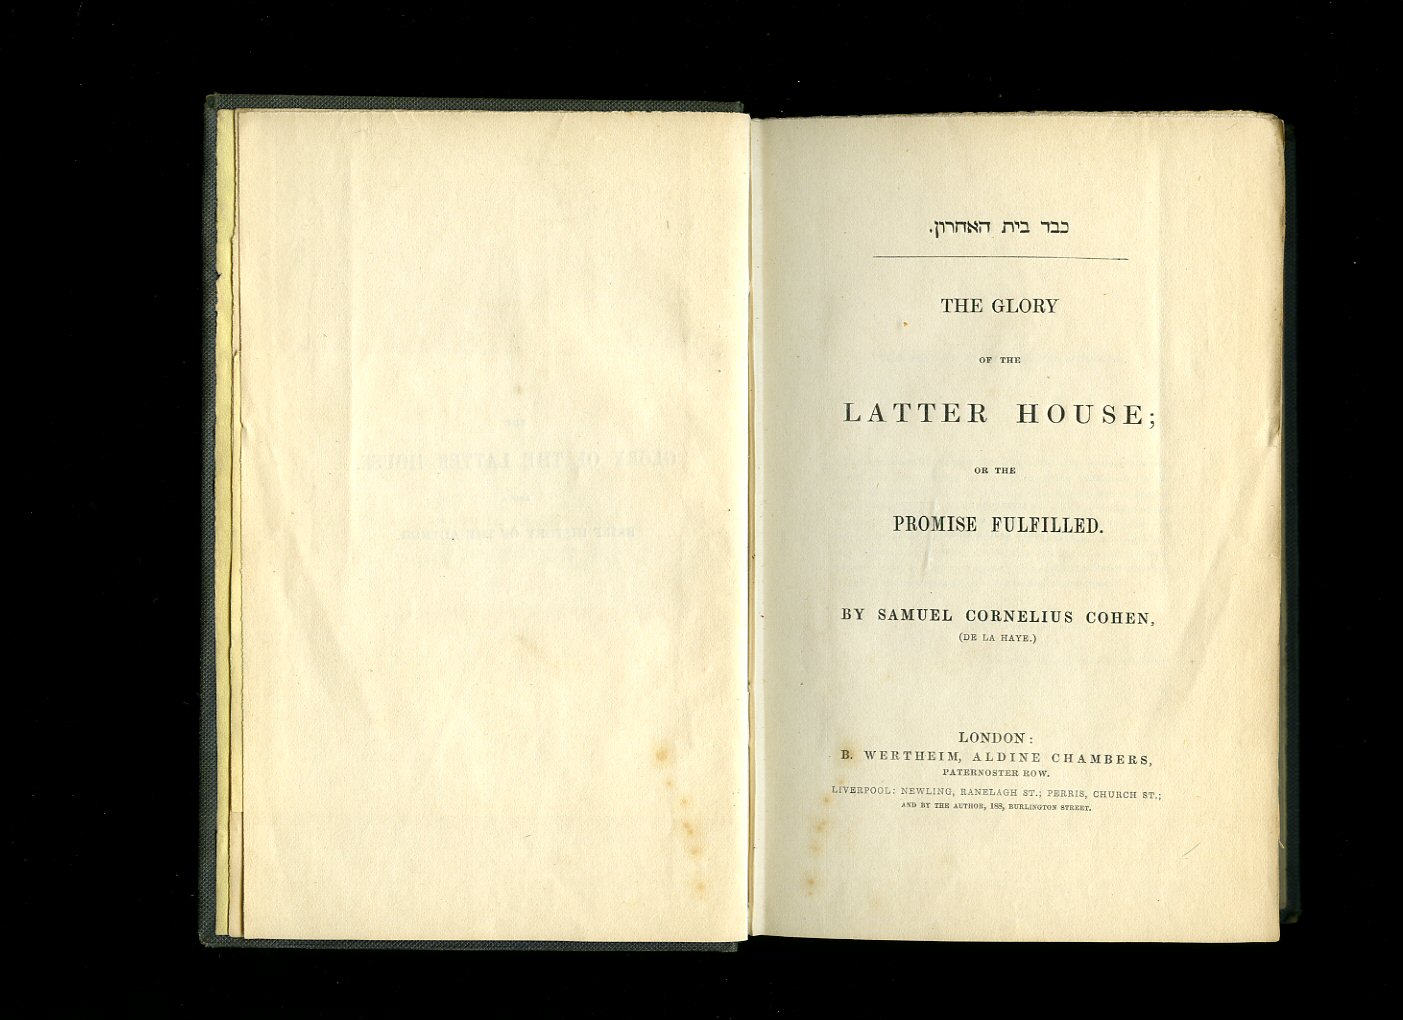 כבד בית האחרון.
THE GLORY
OF THE
LATTER HOUSE;
OR THE
PROMISE FULFILLED.
BY SAMUEL CORNELIUS COHEN,
(DE LA HAYE.)
LONDON:
B. WERTHEIM, ALDINE CHAMBERS,
PATERNOSTER ROW.
LIVERPOOL: NEWLING, RANELAGH ST.; PERRIS, CHURCH ST.;
AND BY THE AUTHOR, 188, BURLINGTON STREET.